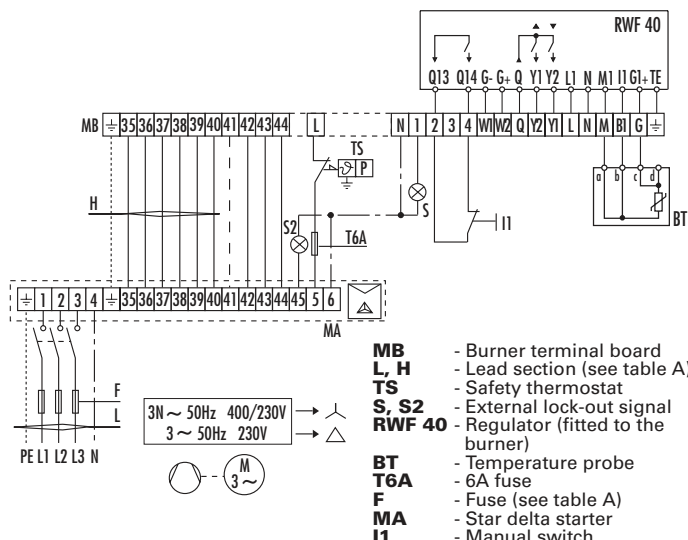 RWF 40
Q13 Q14 G- G+ Q Y1 Y2 L1 N M1 I1 G1+ TE
MB 35 36 37 38 39 40 41 42 43 44 L N 1 2 3 4 W1 W2 Q Y2 Y1 L N M B1 G
TS
ϑ P
a b c d
H
S2
S
I1
BT
T6A
1 2 3 4 35 36 37 38 39 40 41 42 43 44 45 5 6
MA
F
L
3N ~ 50Hz 400/230V
3 ~ 50Hz 230V
PE L1 L2 L3 N
M
3 ~
MB - Burner terminal board
L, H - Lead section (see table A)
TS - Safety thermostat
S, S2 - External lock-out signal
RWF 40 - Regulator (fitted to the
burner)
BT - Temperature probe
T6A - 6A fuse
F - Fuse (see table A)
MA - Star delta starter
I1 - Manual switch